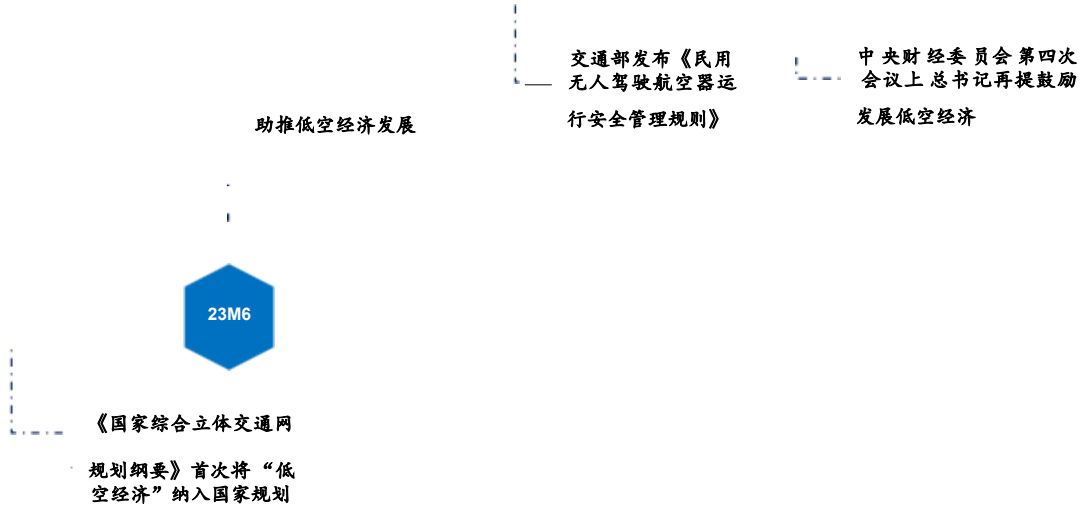 交通部发布《民用
无人驾驶航空器运
行安全管理规则》
中央财经委员会第四次
会议上总书记再提鼓励
发展低空经济
助推低空经济发展
23M6
《国家综合立体交通网
规划纲要》首次将“低
空经济”纳入国家规划